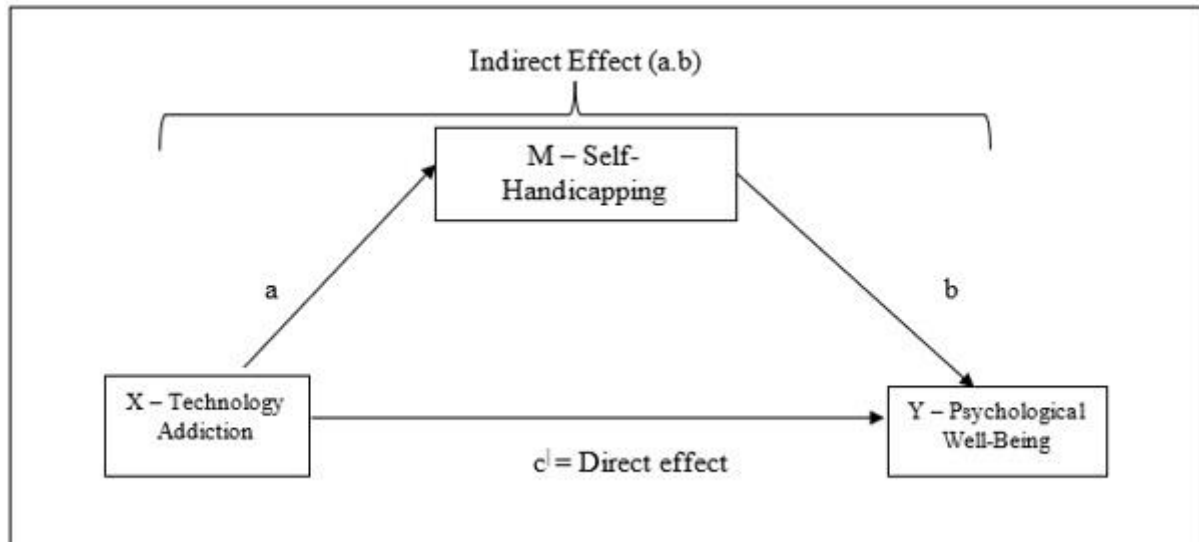 Indirect Effect (a.b)
M – Self-
Handicapping
a
b
X – Technology
Addiction
Y – Psychological
Well-Being
c| = Direct effect